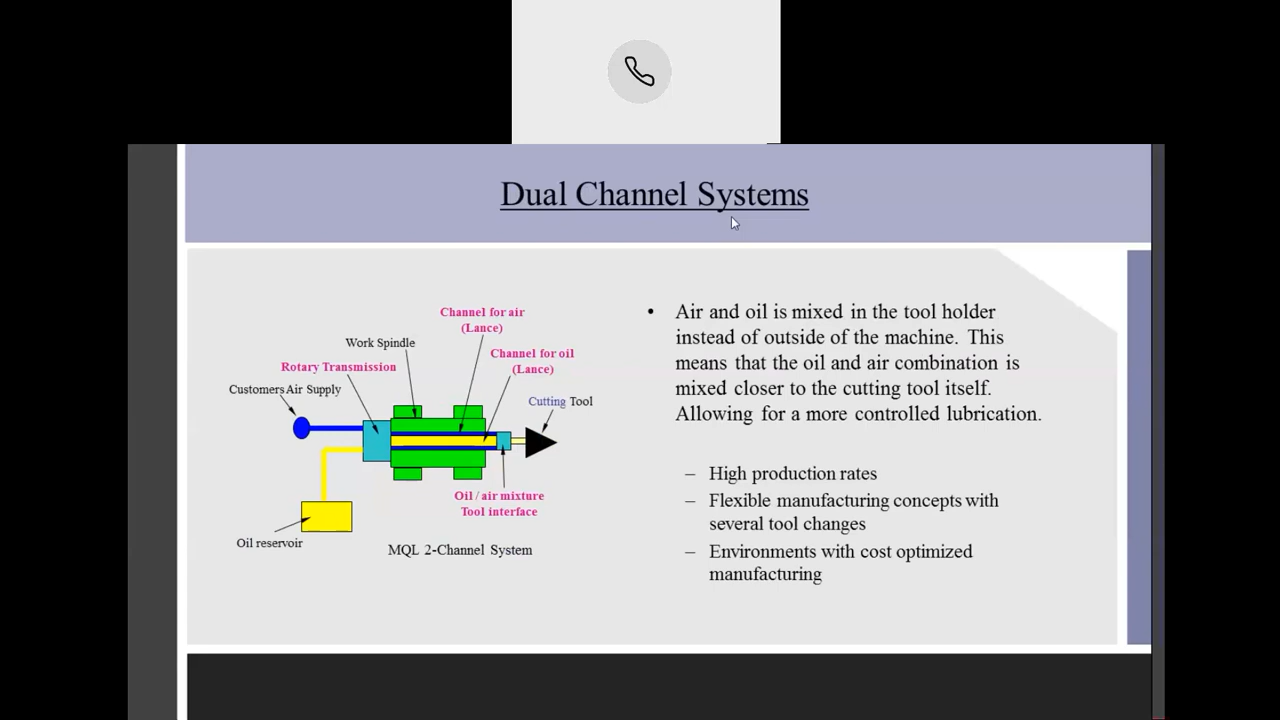 Dual Channel Systems
Channel for air
(Lance)
Work Spindle
Channel for oil
(Lance)
Rotary Transmission
Customers Air Supply
Cutting Tool
Oil / air mixture
Tool interface
Oil reservoir
MQL 2-Channel System
• Air and oil is mixed in the tool holder
instead of outside of the machine. This
means that the oil and air combination is
mixed closer to the cutting tool itself.
Allowing for a more controlled lubrication.
– High production rates
– Flexible manufacturing concepts with
several tool changes
– Environments with cost optimized
manufacturing